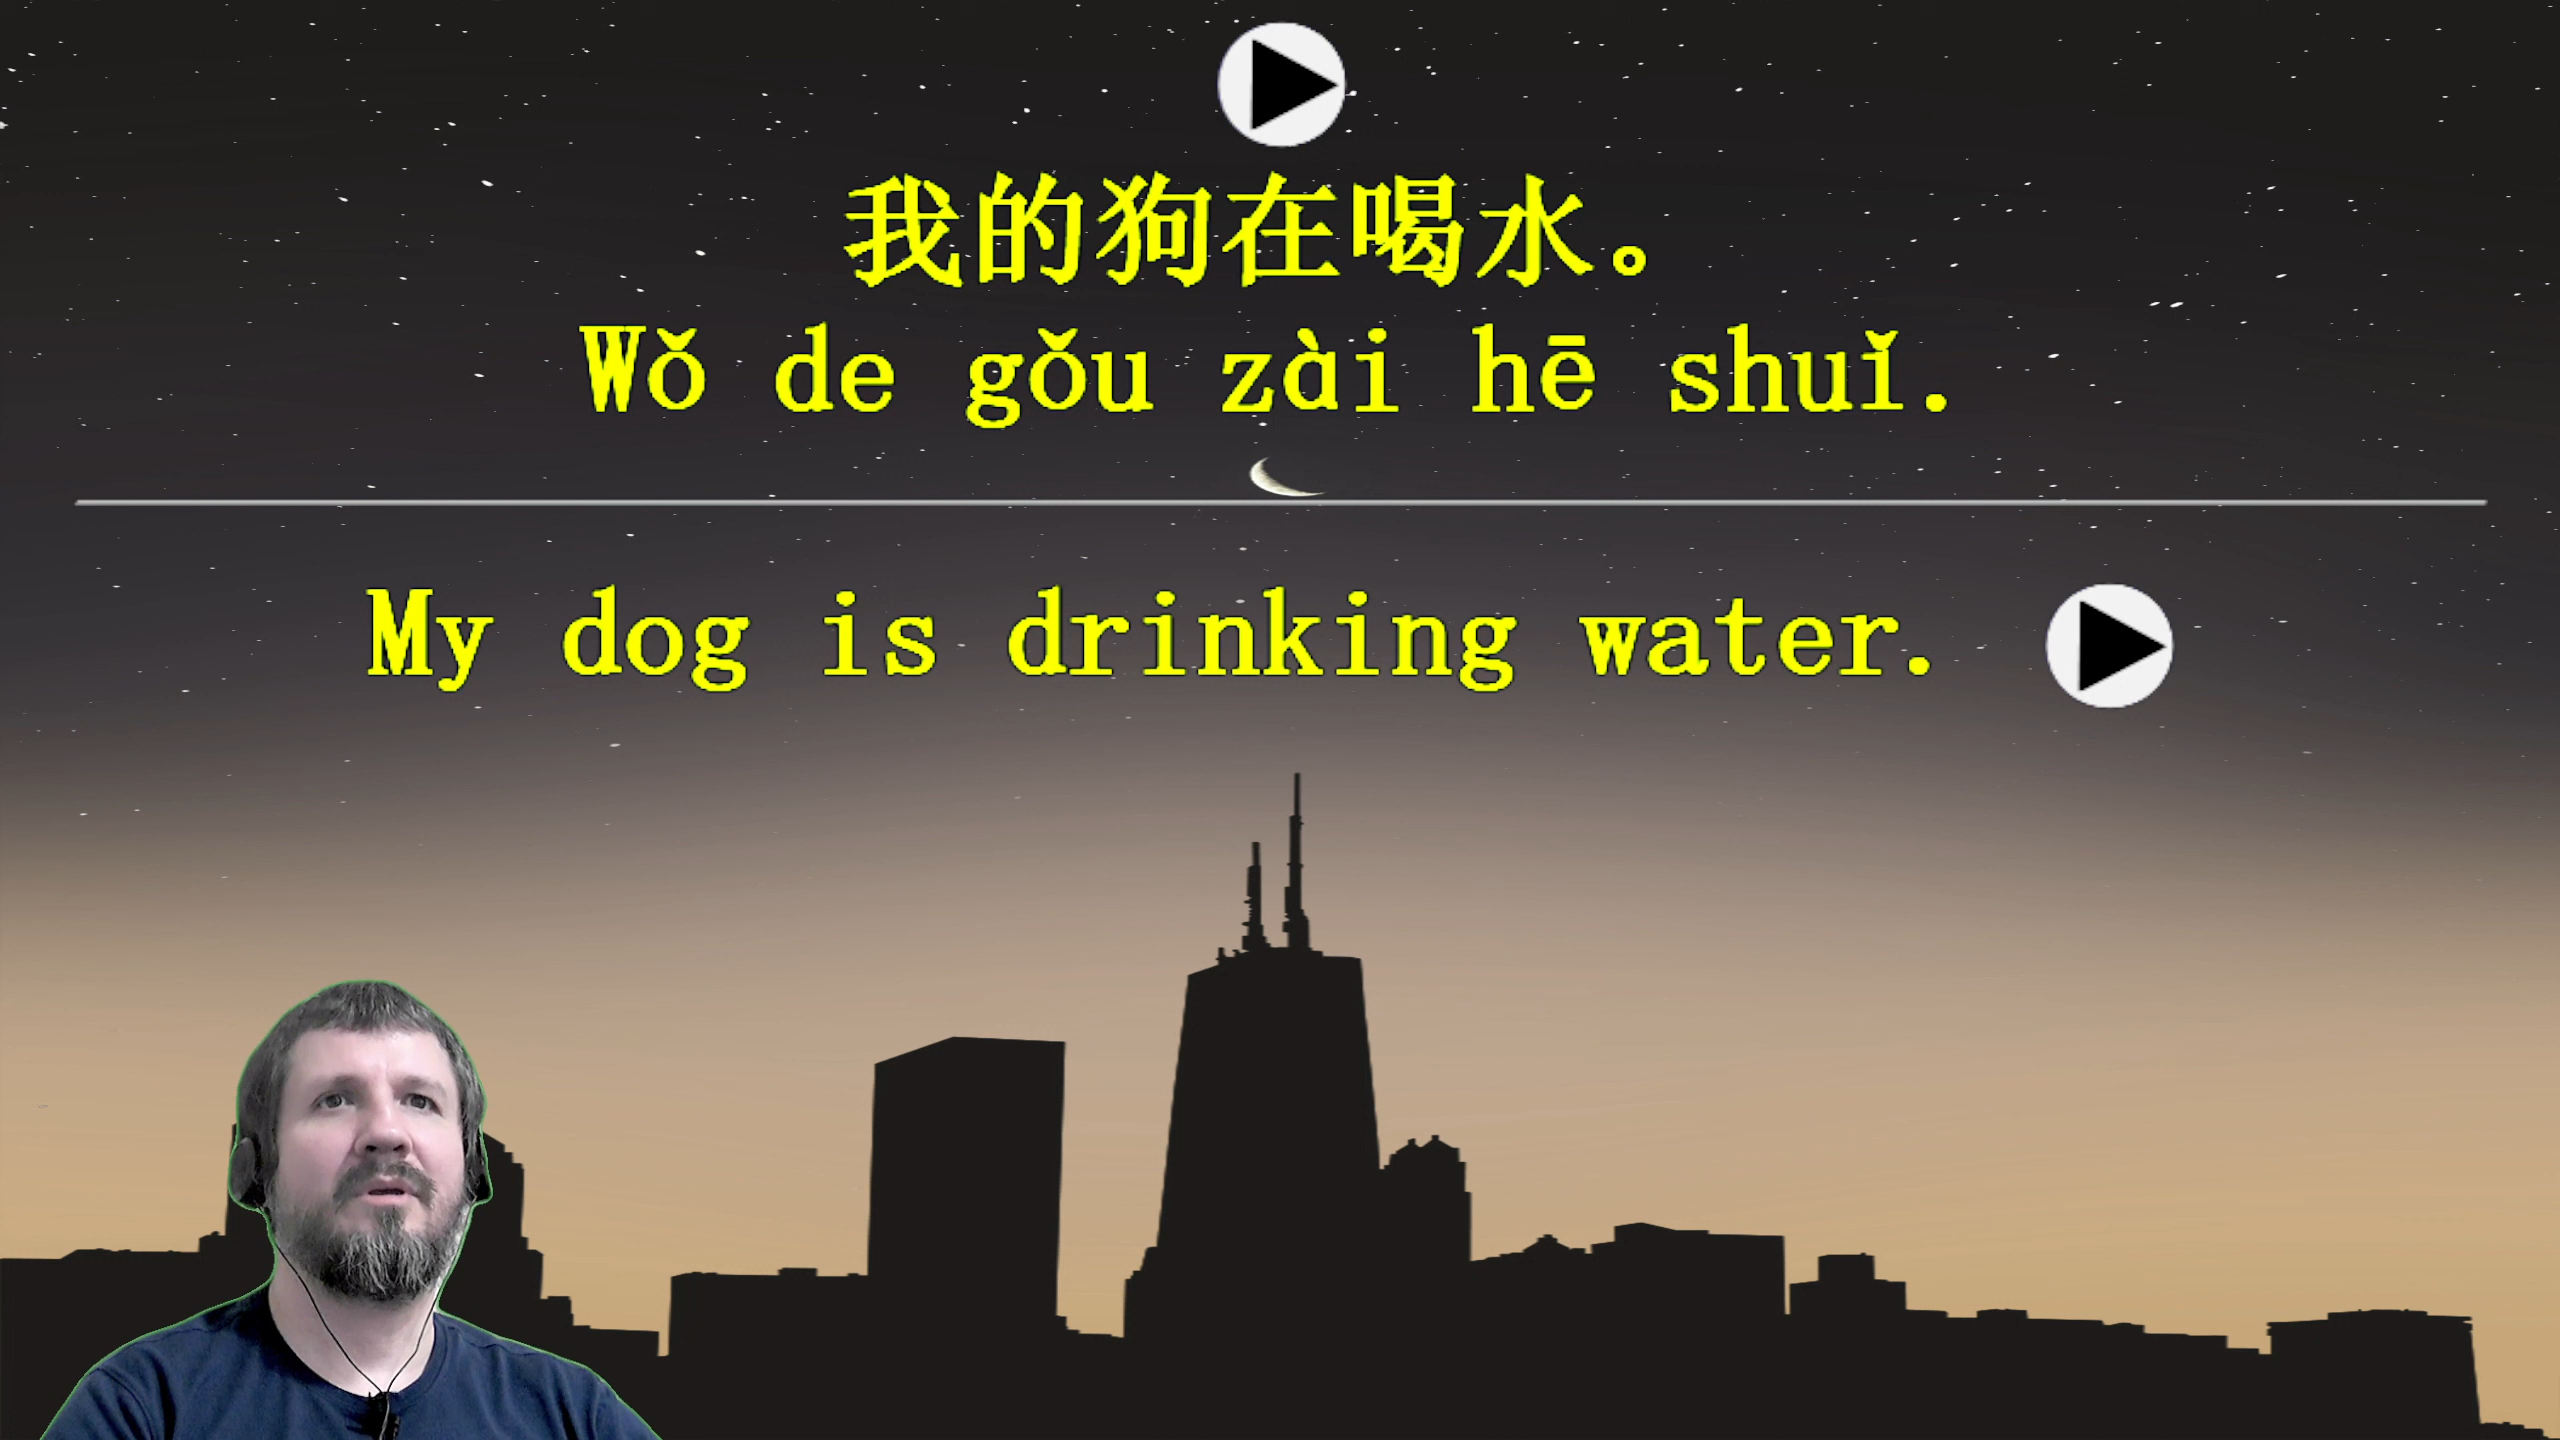 我的狗在喝水。
Wǒ de gǒu zài hē shuǐ.
My dog is drinking water.